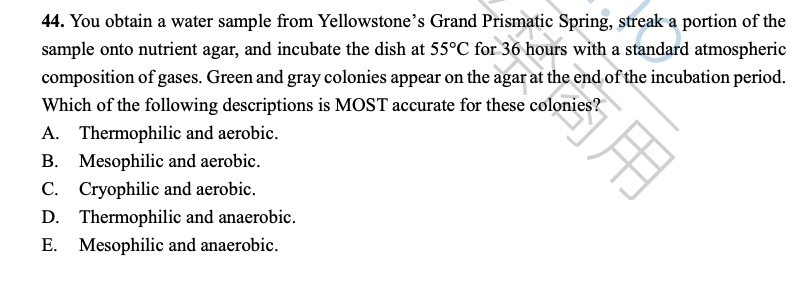 44. You obtain a water sample from Yellowstone’s Grand Prismatic Spring, streak a portion of the
sample onto nutrient agar, and incubate the dish at 55°C for 36 hours with a standard atmospheric
composition of gases. Green and gray colonies appear on the agar at the end of the incubation period.
Which of the following descriptions is MOST accurate for these colonies?
A. Thermophilic and aerobic.
B. Mesophilic and aerobic.
C. Cryophilic and aerobic.
D. Thermophilic and anaerobic.
E. Mesophilic and anaerobic.
禁商用